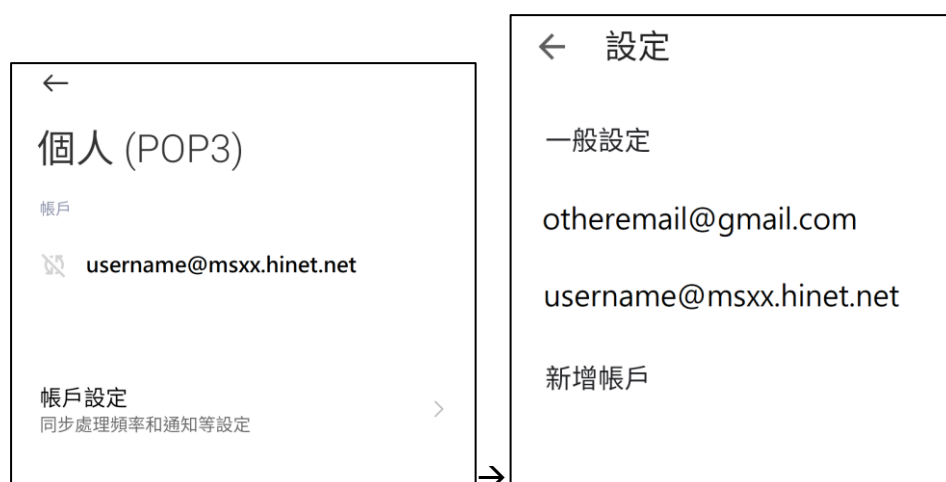 個人 (POP3)
帳戶
username@msxx.hinet.net
帳戶設定
同步處理頻率和通知等設定
→
設定
一般設定
otheremail@gmail.com
username@msxx.hinet.net
新增帳戶